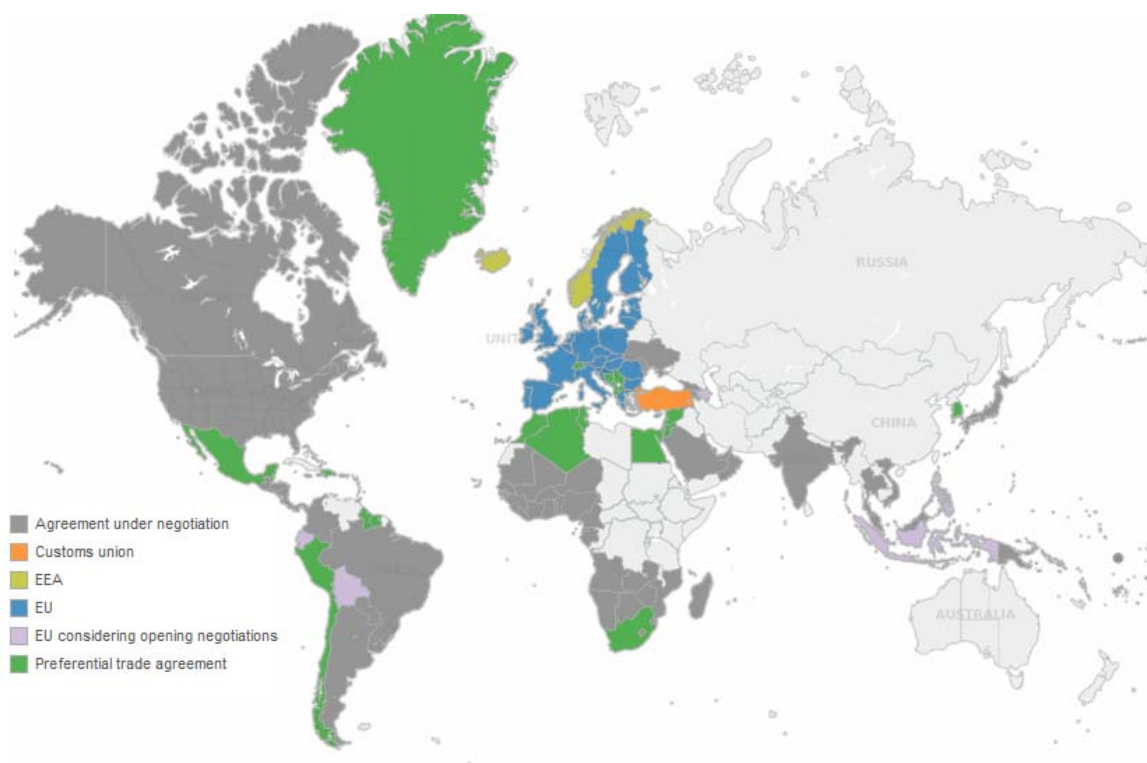 RUSSIA
UNIT
CHINA
AUSTRALIA
Agreement under negotiation
Customs union
EEA
EU
EU considering opening negotiations
Preferential trade agreement